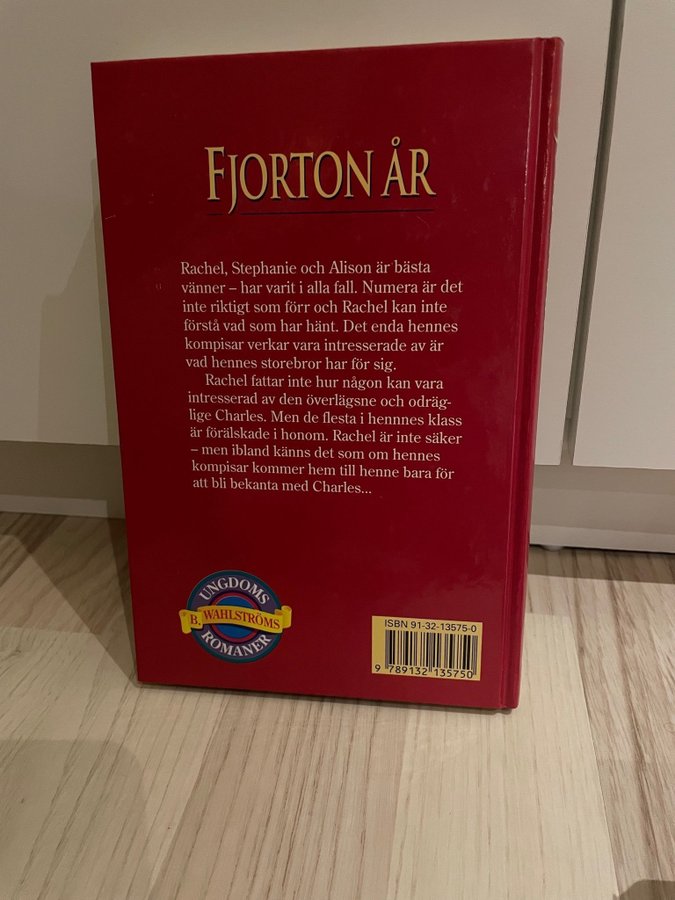 FJORTON ÅR
Rachel, Stephanie och Alison är bästa
vänner – har varit i alla fall. Numera är det
inte riktigt som förr och Rachel kan inte
förstå vad som har hänt. Det enda hennes
kompisar verkar vara intresserade av är
vad hennes storebror har för sig.
Rachel fattar inte hur någon kan vara
intresserad av den överlägsne och odräg-
lige Charles. Men de flesta i hennnes klass
är förälskade i honom. Rachel är inte säker
– men ibland känns det som om hennes
kompisar kommer hem till henne bara för
att bli bekanta med Charles...
UNGDOMS
B. WAHLSTRÖMS
ROMANER
ISBN 91-32-13575-0
9 789132 135750